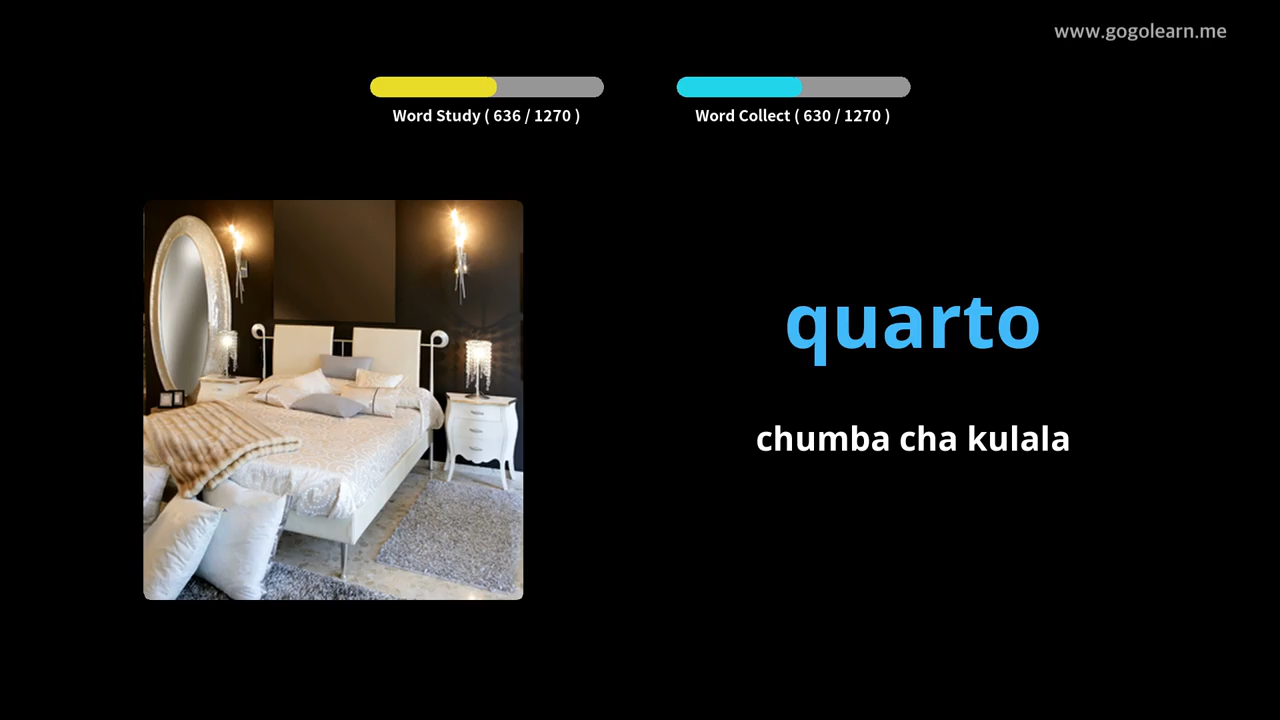 www.gogolearn.me
Word Study ( 636 / 1270 )
Word Collect ( 630 / 1270 )
quarto
chumba cha kulala